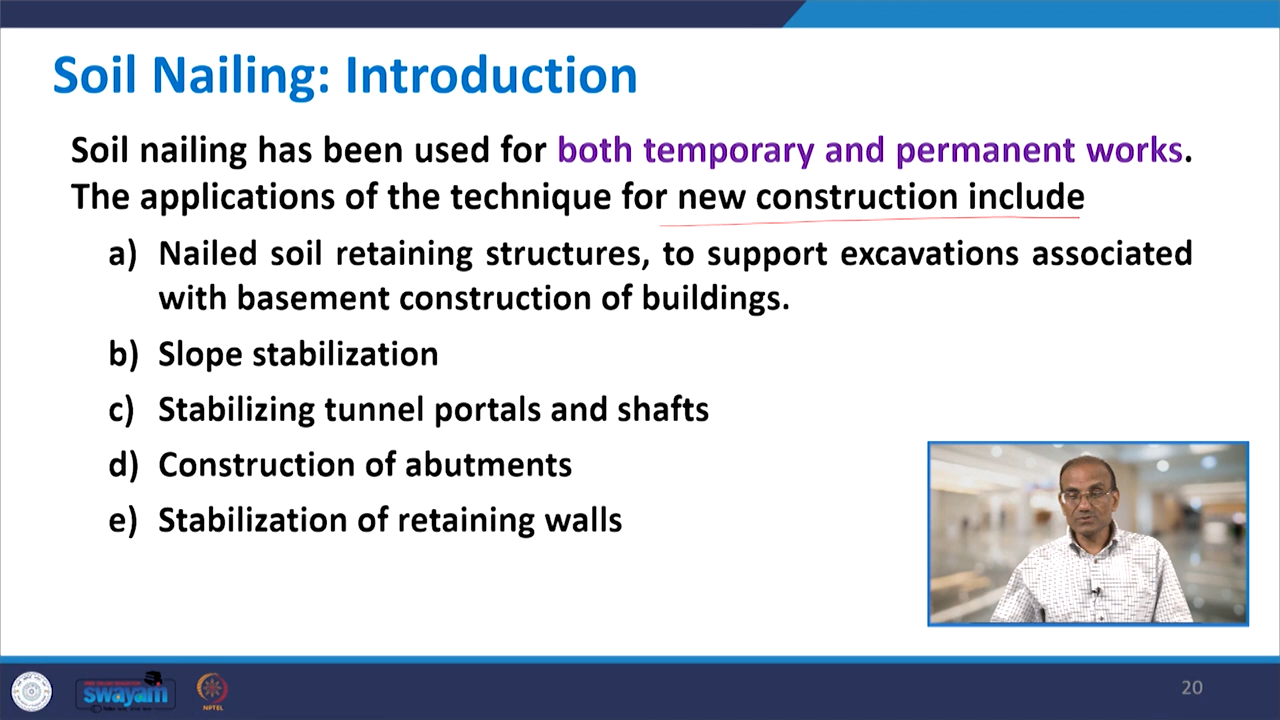 Soil Nailing: Introduction
Soil nailing has been used for both temporary and permanent works.
The applications of the technique for new construction include
a) Nailed soil retaining structures, to support excavations associated
with basement construction of buildings.
b) Slope stabilization
c) Stabilizing tunnel portals and shafts
d) Construction of abutments
e) Stabilization of retaining walls
swayam
NPTEL
20